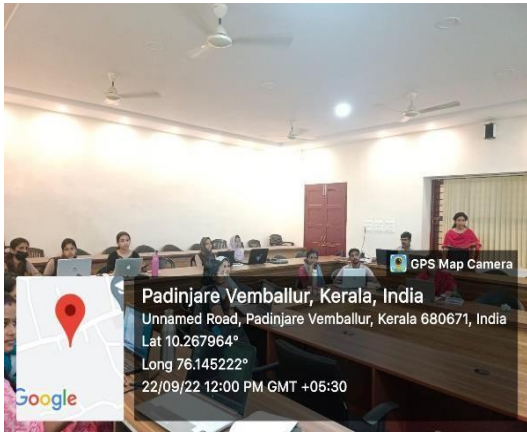 GPS Map Camera
Padinjare Vemballur, Kerala, India
Unnamed Road, Padinjare Vemballur, Kerala 680671, India
Lat 10.267964°
Long 76.145222°
22/09/22 12:00 PM GMT +05:30
Google